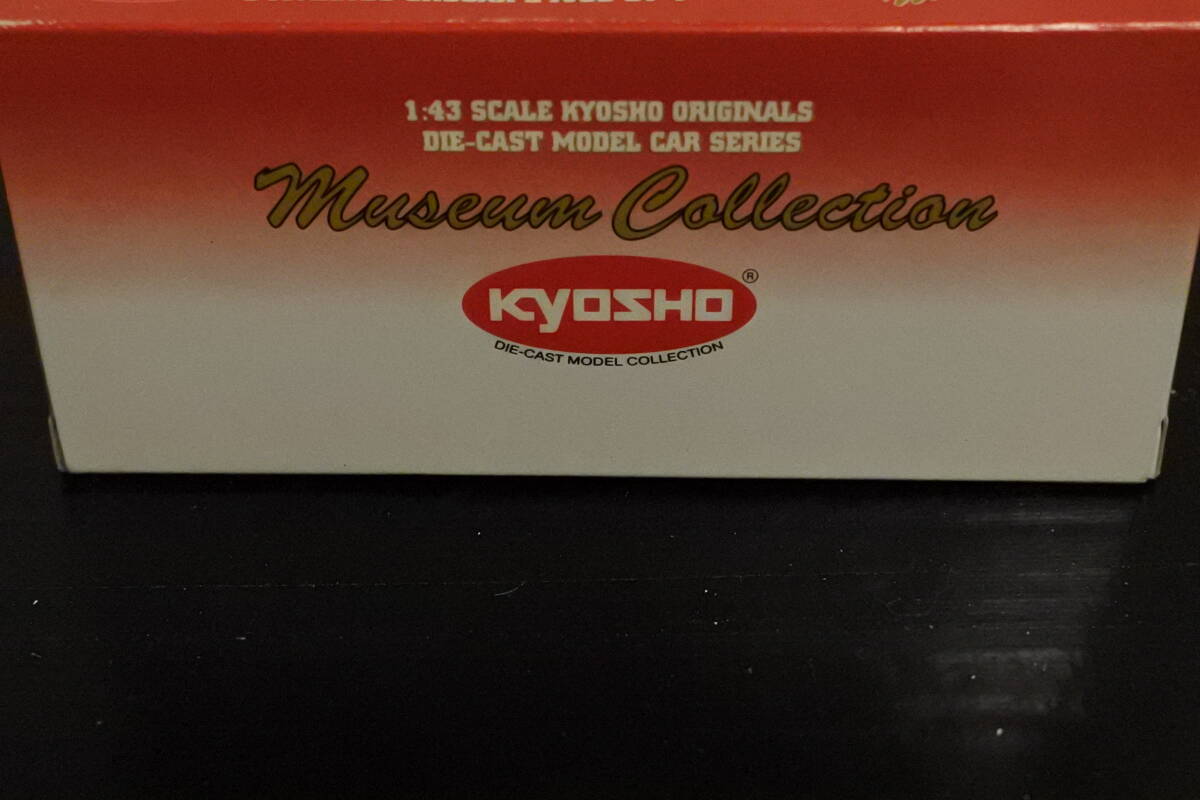 1:43 SCALE KYOSHO ORIGINALS
DIE-CAST MODEL CAR SERIES
Museum Collection
KYOSHO ®
DIE-CAST MODEL COLLECTION